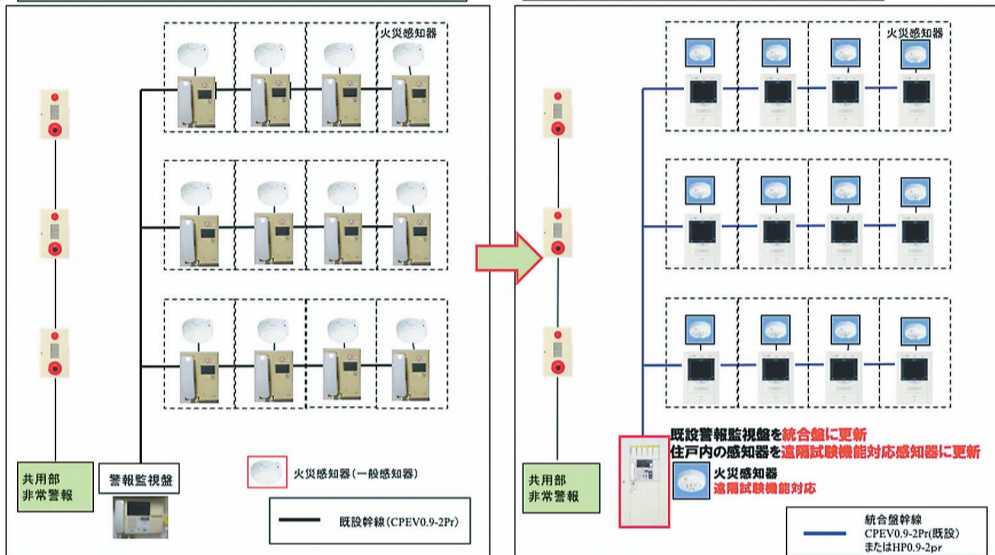 火災感知器
共用部
非常警報
警報監視盤
火災感知器(一般感知器)
既設幹線(CPEV0.9-2Pr)
火災感知器
既設警報監視盤を統合盤に更新
住戸内の感知器を遠隔試験機能対応感知器に更新
火災感知器
遠隔試験機能対応
共用部
非常警報
統合盤幹線
CPEV0.9-2Pr(既設)
またはHP0.9-2pr